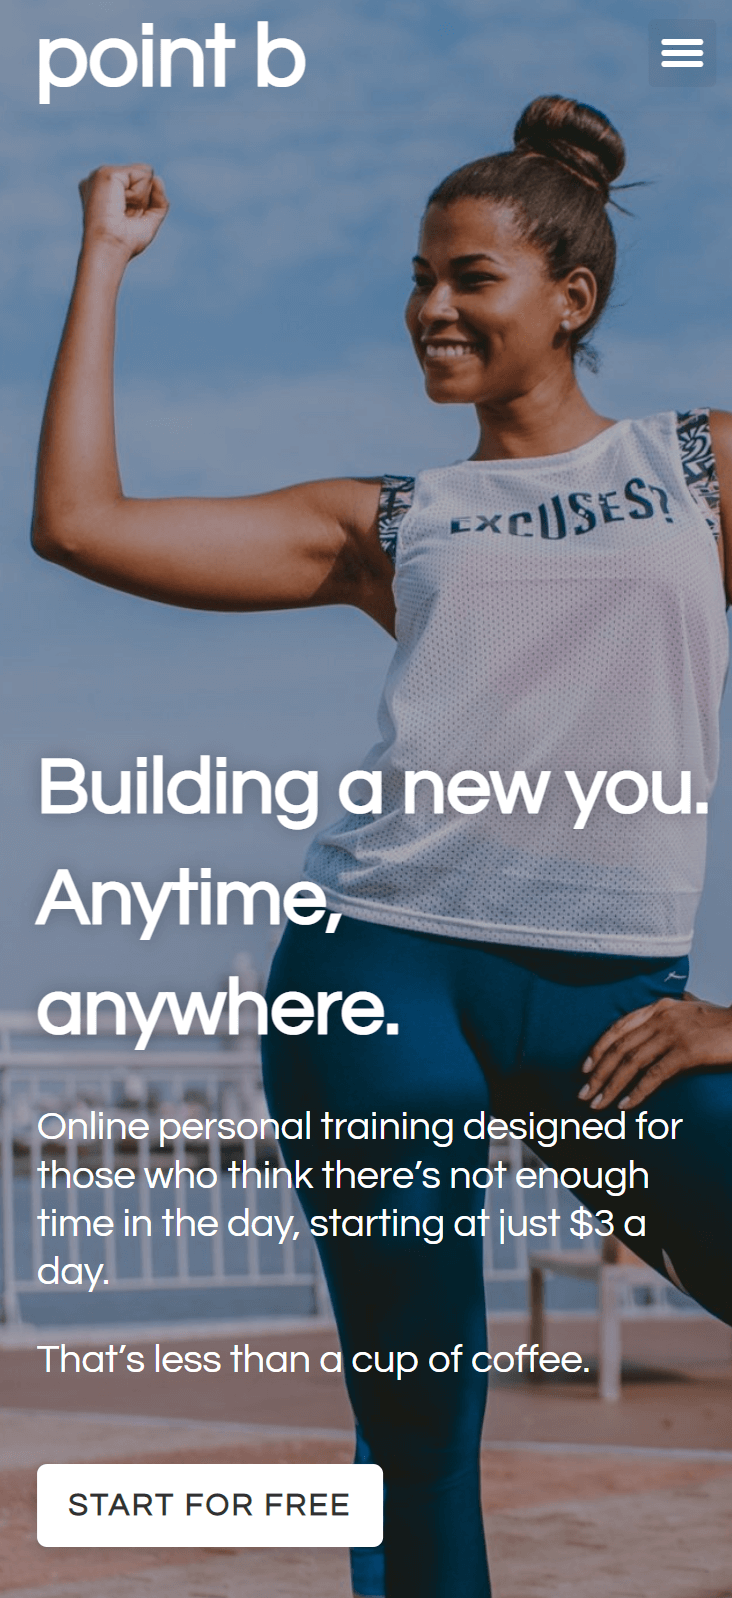 point b
EXCUSES?
Building a new you.
Anytime,
anywhere.
Online personal training designed for
those who think there’s not enough
time in the day, starting at just $3 a
day.
That’s less than a cup of coffee.
START FOR FREE